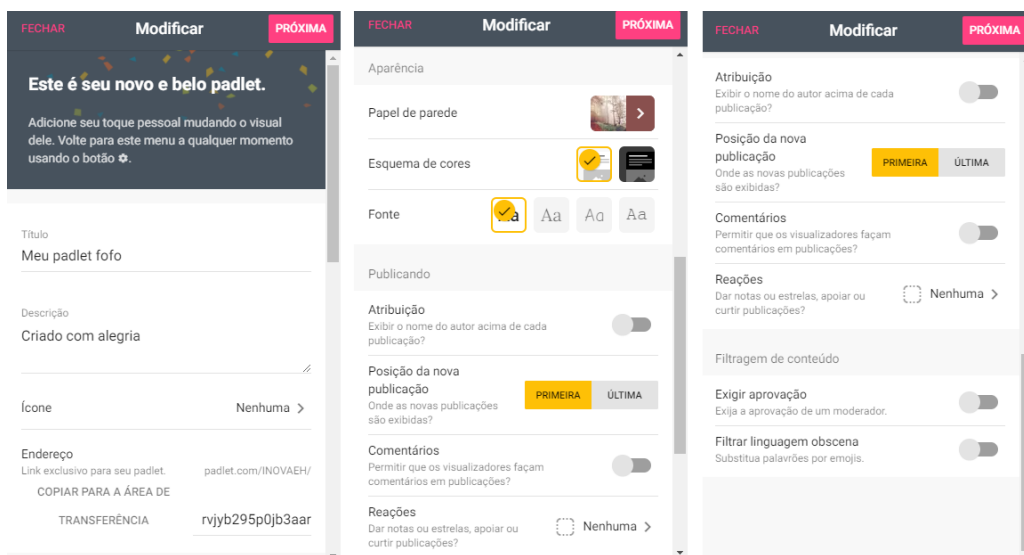 FECHAR Modificar PRÓXIMA
Este é seu novo e belo padlet.
Adicione seu toque pessoal mudando o visual
dele. Volte para este menu a qualquer momento
usando o botão ⚙.
Título
Meu padlet fofo
Descrição
Criado com alegria
Ícone Nenhuma >
Endereço
Link exclusivo para seu padlet. padlet.com/INOVAEH/
COPIAR PARA A ÁREA DE
TRANSFERÊNCIA rvjyb295p0jb3aar
FECHAR Modificar PRÓXIMA
Aparência
Papel de parede
Esquema de cores
Fonte Aa Aa Aa Aa
Publicando
Atribuição
Exibir o nome do autor acima de cada
publicação?
Posição da nova
publicação PRIMEIRA ÚLTIMA
Onde as novas publicações
são exibidas?
Comentários
Permitir que os visualizadores façam
comentários em publicações?
Reações
Dar notas ou estrelas, apoiar ou
curtir publicações? Nenhuma >
FECHAR Modificar PRÓXIMA
Atribuição
Exibir o nome do autor acima de cada
publicação?
Posição da nova
publicação PRIMEIRA ÚLTIMA
Onde as novas publicações
são exibidas?
Comentários
Permitir que os visualizadores façam
comentários em publicações?
Reações
Dar notas ou estrelas, apoiar ou
curtir publicações? Nenhuma >
Filtragem de conteúdo
Exigir aprovação
Exija a aprovação de um moderador.
Filtrar linguagem obscena
Substitua palavrões por emojis.